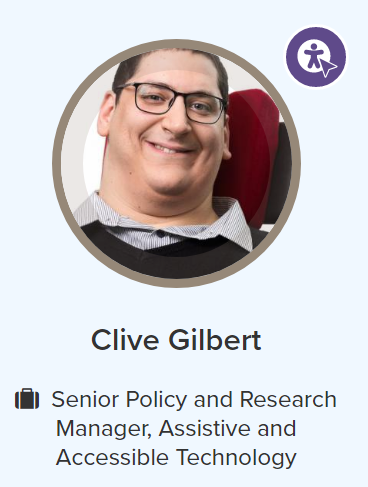 Clive Gilbert
Senior Policy and Research
Manager, Assistive and
Accessible Technology